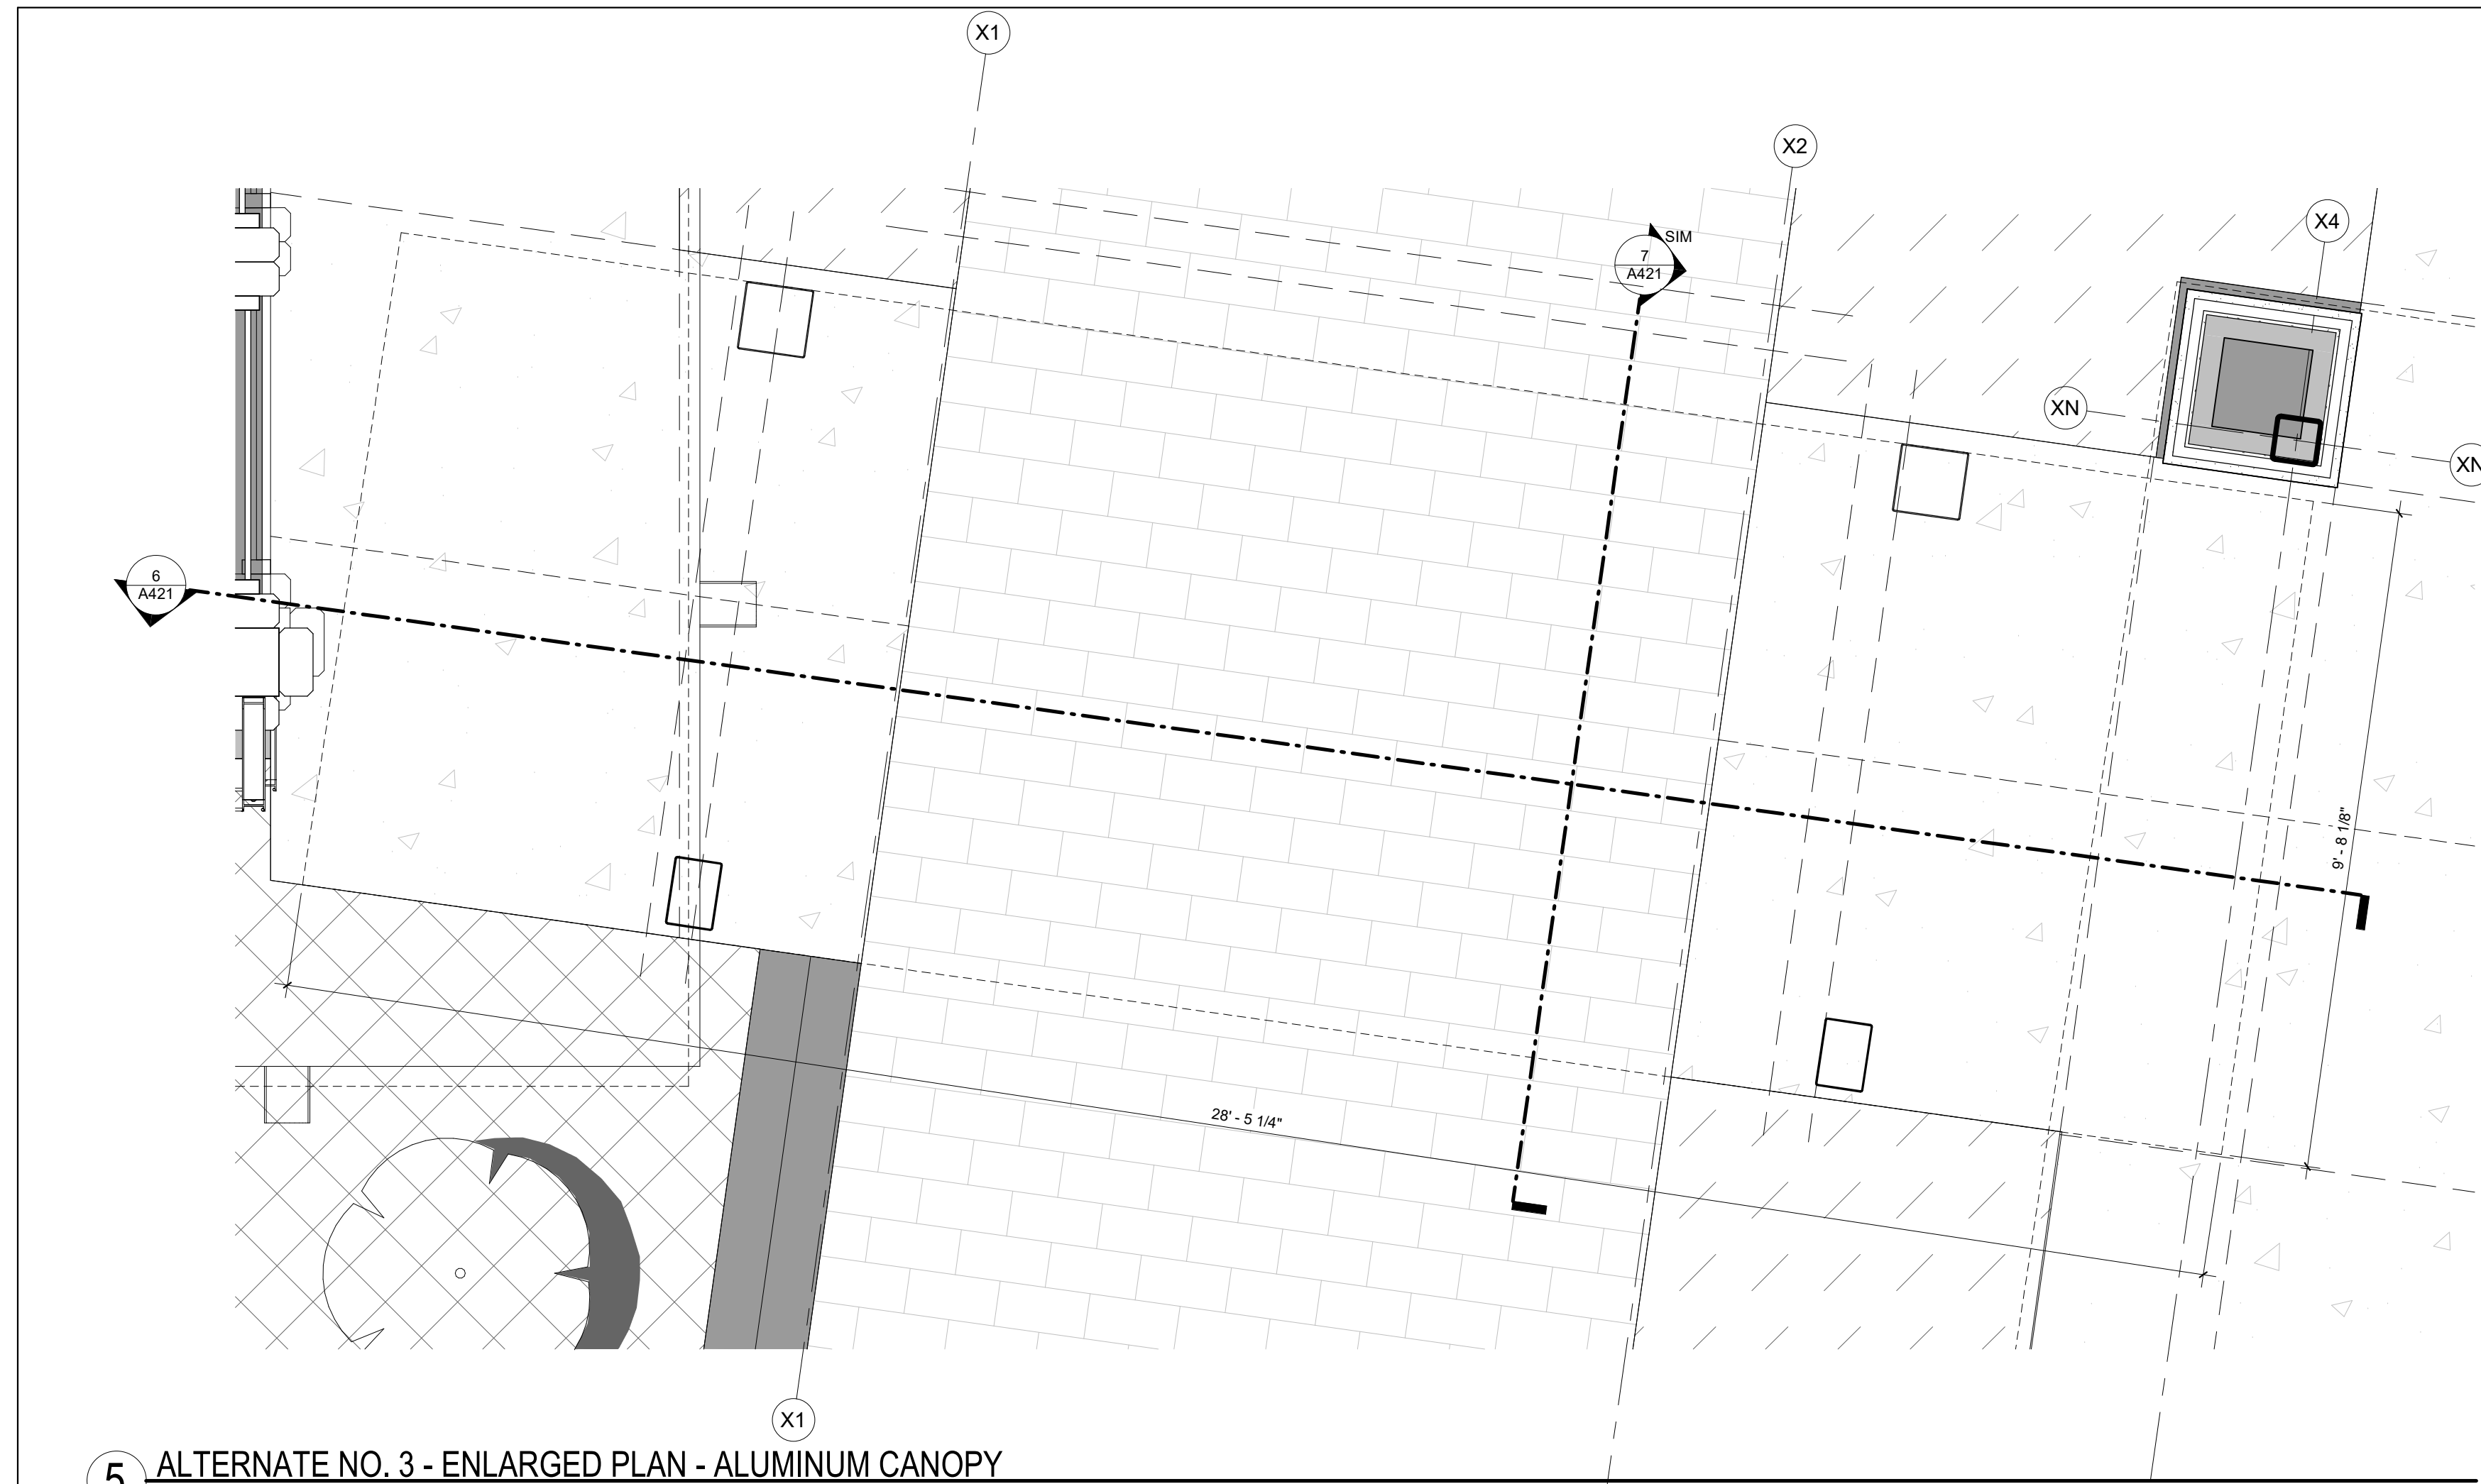 X1
X2
X4
SIM
7
A421
XN
XN
6
A421
9' - 8 1/8"
28' - 5 1/4"
X1
5
ALTERNATE NO. 3 - ENLARGED PLAN - ALUMINUM CANOPY